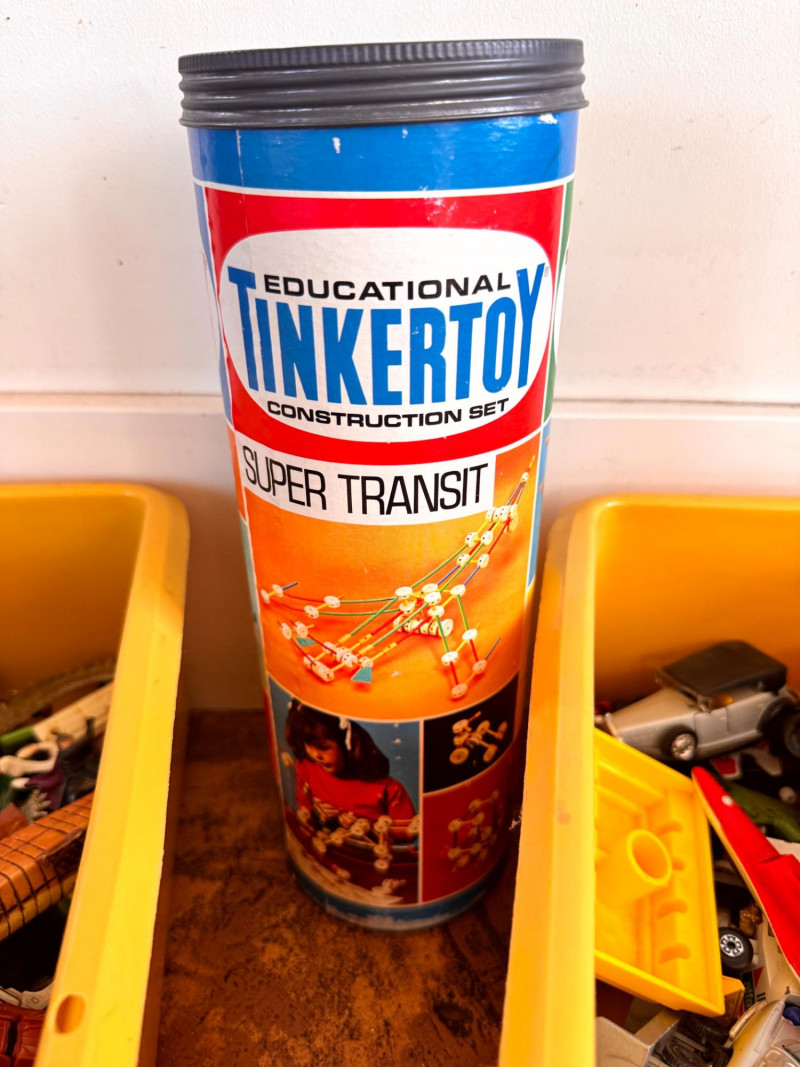 EDUCATIONAL
TINKERTOY
CONSTRUCTION SET
SUPER TRANSIT